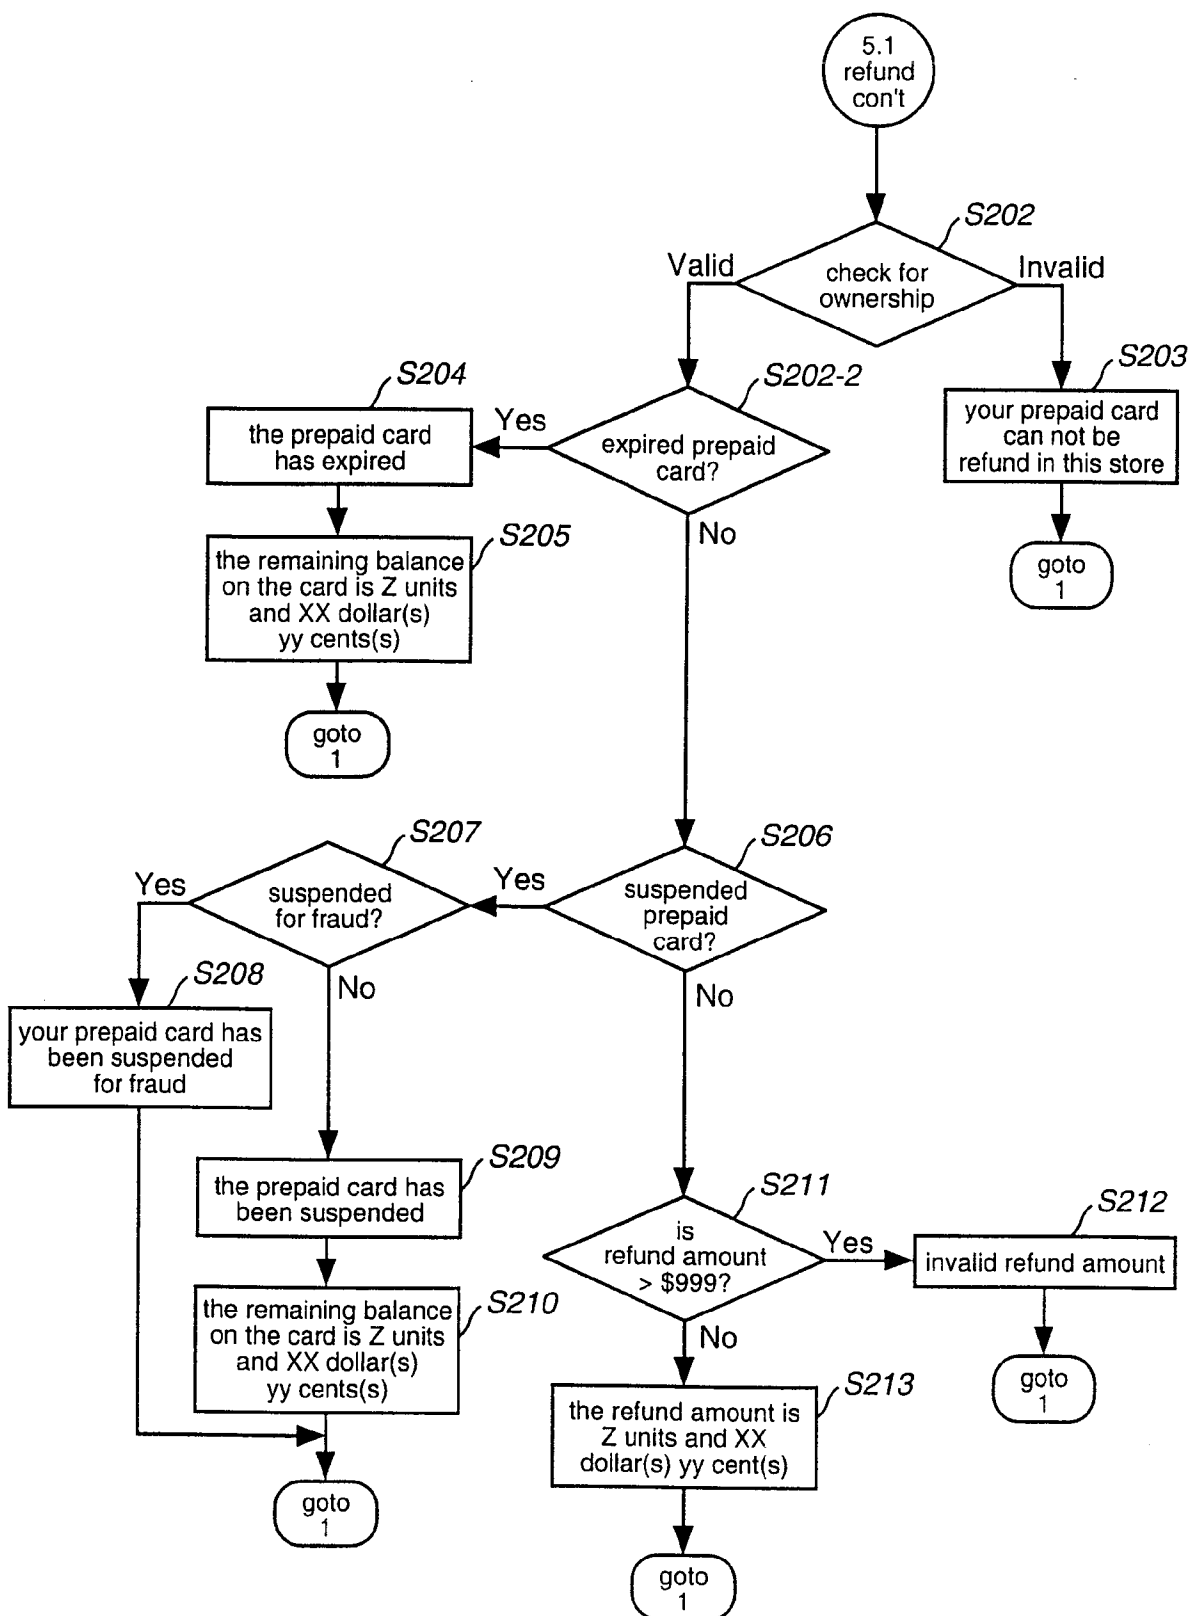 5.1
refund
con't
S202
Valid
check for
ownership
Invalid
S203
your prepaid card
can not be
refund in this store
goto
1
S202-2
expired prepaid
card?
Yes
No
S204
the prepaid card
has expired
S205
the remaining balance
on the card is Z units
and XX dollar(s)
yy cents(s)
goto
1
S206
suspended
prepaid
card?
Yes
No
S207
suspended
for fraud?
Yes
No
S208
your prepaid card has
been suspended
for fraud
S209
the prepaid card has
been suspended
S210
the remaining balance
on the card is Z units
and XX dollar(s)
yy cents(s)
goto
1
S211
is
refund amount
> $999?
Yes
No
S212
invalid refund amount
goto
1
S213
the refund amount is
Z units and XX
dollar(s) yy cent(s)
goto
1